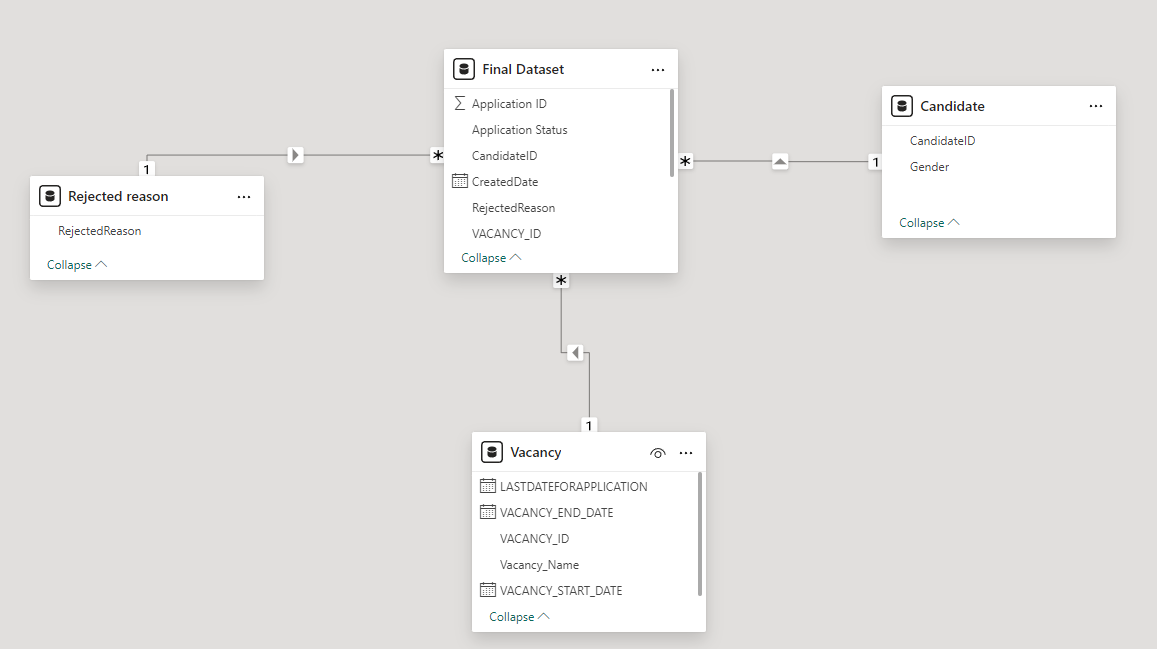 Final Dataset
Σ Application ID
Application Status
CandidateID
CreatedDate
RejectedReason
VACANCY_ID
Collapse
Candidate
CandidateID
Gender
Collapse
1
*
*
1
Rejected reason
RejectedReason
Collapse
*
1
Vacancy
LASTDATEFORAPPLICATION
VACANCY_END_DATE
VACANCY_ID
Vacancy_Name
VACANCY_START_DATE
Collapse